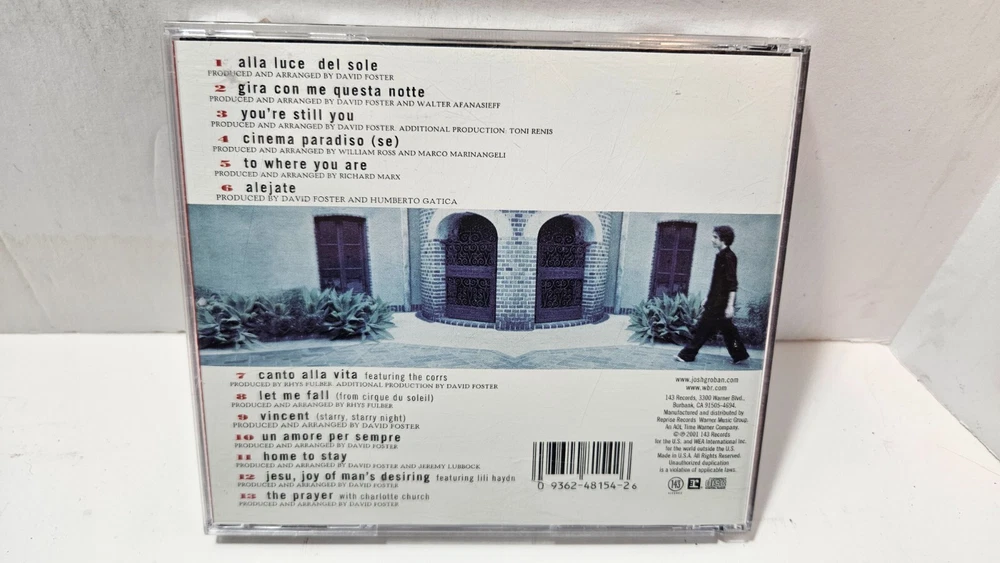 1 alla luce del sole
PRODUCED AND ARRANGED BY DAVID FOSTER
2 gira con me questa notte
PRODUCED AND ARRANGED BY DAVID FOSTER AND WALTER AFANASIEFF
3 you're still you
PRODUCED AND ARRANGED BY DAVID FOSTER. ADDITIONAL PRODUCTION: TONI RENIS
4 cinema paradiso (se)
PRODUCED AND ARRANGED BY WILLIAM ROSS AND MARCO MARINANGELI
5 to where you are
PRODUCED AND ARRANGED BY RICHARD MARX
6 alejate
PRODUCED BY DAVID FOSTER AND HUMBERTO GATICA
7 canto alla vita featuring the corrs
PRODUCED BY RHYS FULBER. ADDITIONAL PRODUCTION BY DAVID FOSTER
8 let me fall (from cirque du soleil)
PRODUCED AND ARRANGED BY RHYS FULBER
9 vincent (starry, starry night)
PRODUCED AND ARRANGED BY DAVID FOSTER
10 un amore per sempre
PRODUCED AND ARRANGED BY DAVID FOSTER
11 home to stay
PRODUCED AND ARRANGED BY DAVID FOSTER AND JEREMY LUBBOCK
12 jesu, joy of man's desiring featuring lili haydn
PRODUCED AND ARRANGED BY DAVID FOSTER
13 the prayer with charlotte church
PRODUCED AND ARRANGED BY DAVID FOSTER
www.joshgroban.com
www.wbr.com
143 Records, 3300 Warner Blvd.,
Burbank, CA 91505-4694.
Manufactured and distributed by
Reprise Records. Warner Music Group.
An AOL Time Warner Company.
©℗ 2001 143 Records
for the U.S. and WEA International Inc.
for the world outside the U.S.
Made in U.S.A. All Rights Reserved.
Unauthorized duplication
is a violation of applicable laws.
0 9362-48154-2 6
143